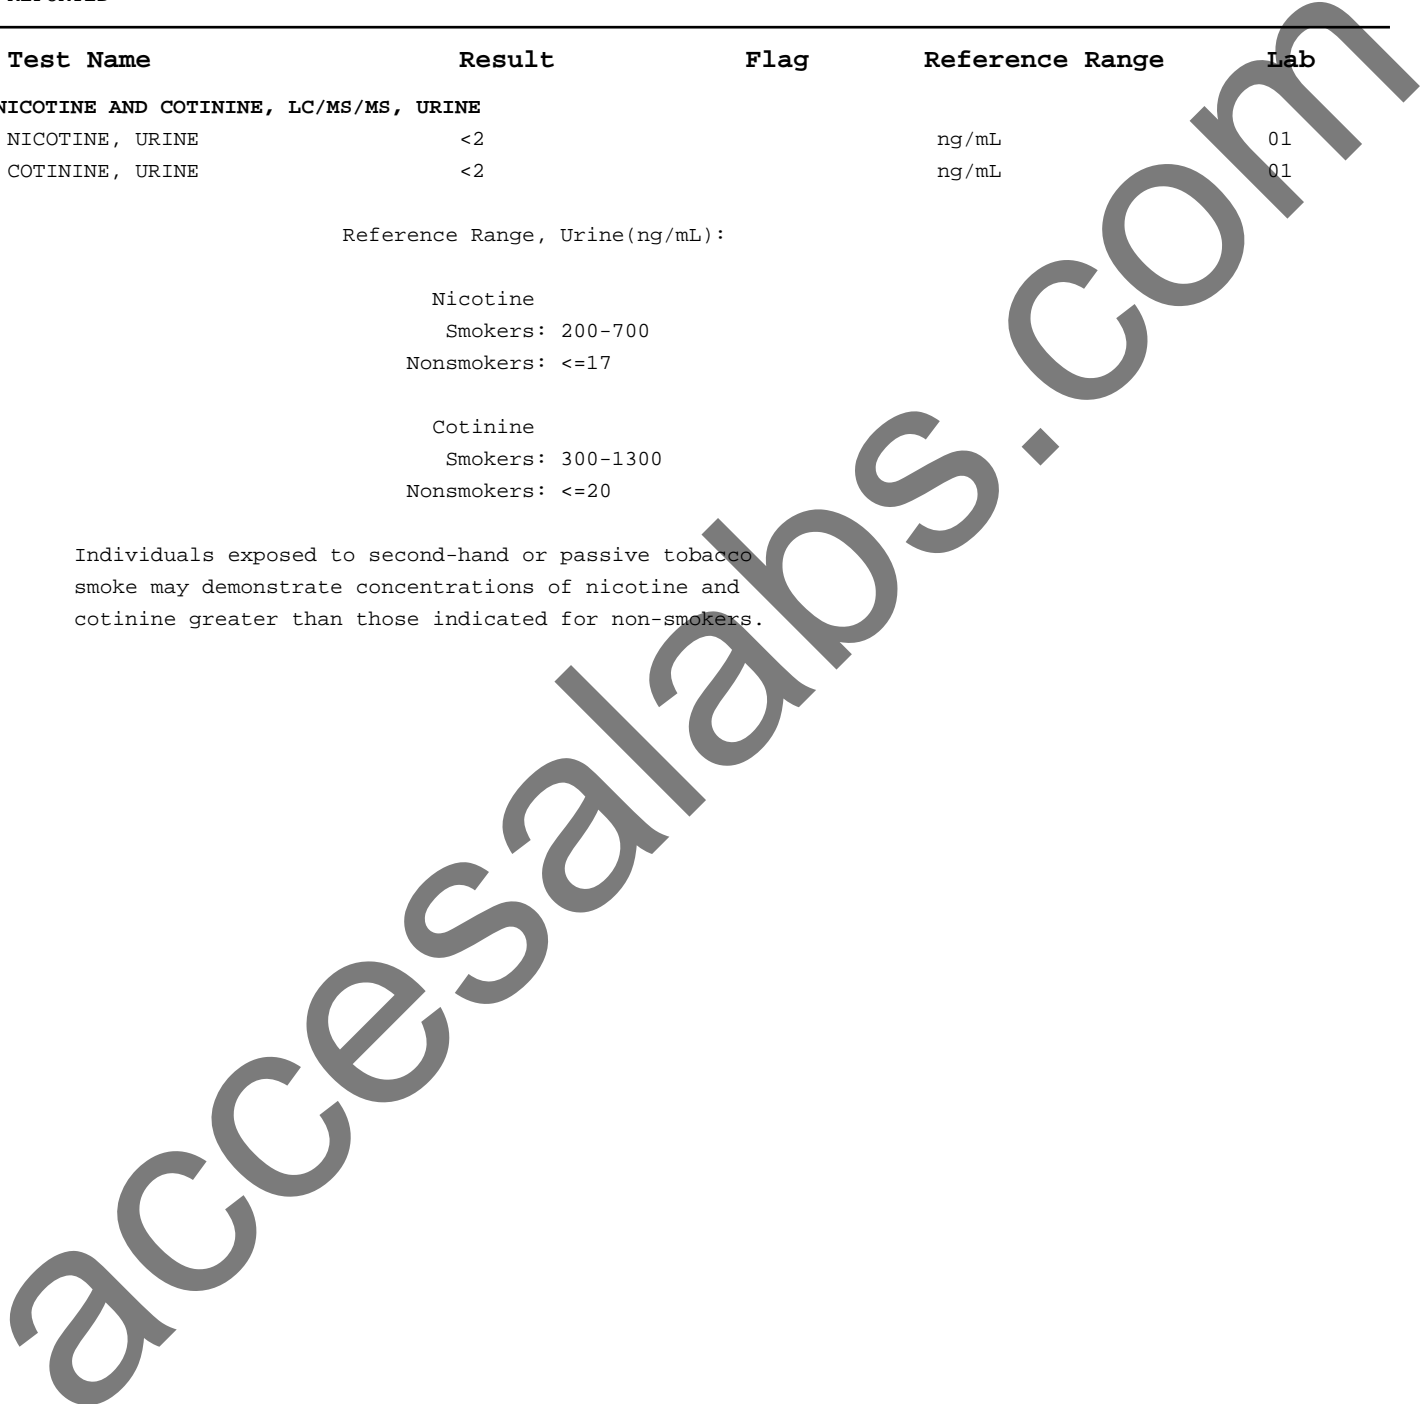 Test Name Result Flag Reference Range Lab
NICOTINE AND COTININE, LC/MS/MS, URINE
NICOTINE, URINE <2 ng/mL 01
COTININE, URINE <2 ng/mL 01
Reference Range, Urine(ng/mL):
Nicotine
Smokers: 200-700
Nonsmokers: <=17
Cotinine
Smokers: 300-1300
Nonsmokers: <=20
Individuals exposed to second-hand or passive tobacco
smoke may demonstrate concentrations of nicotine and
cotinine greater than those indicated for non-smokers.
accesalabs.com